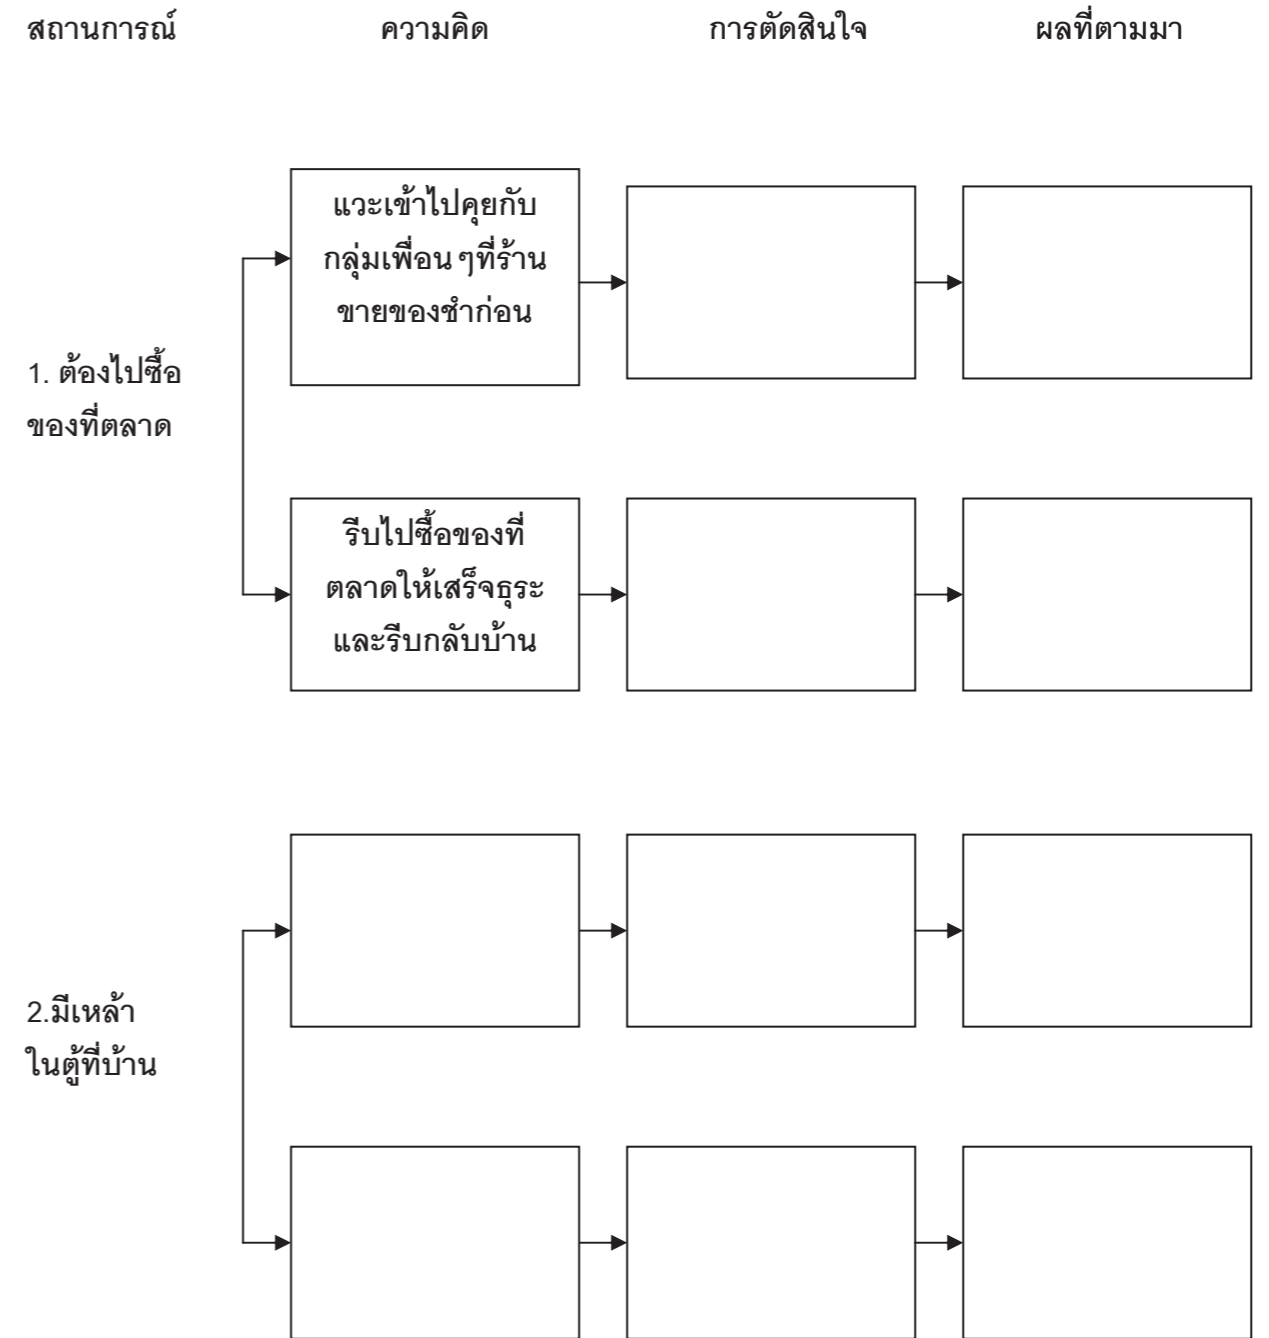 สถานการณ์ ความคิด การตัดสินใจ ผลที่ตามมา
แวะเข้าไปคุยกับ
กลุ่มเพื่อน ๆที่ร้าน
ขายของชำก่อน
1. ต้องไปซื้อ
ของที่ตลาด
รีบไปซื้อของที่
ตลาดให้เสร็จธุระ
และรีบกลับบ้าน
2.มีเหล้า
ในตู้ที่บ้าน